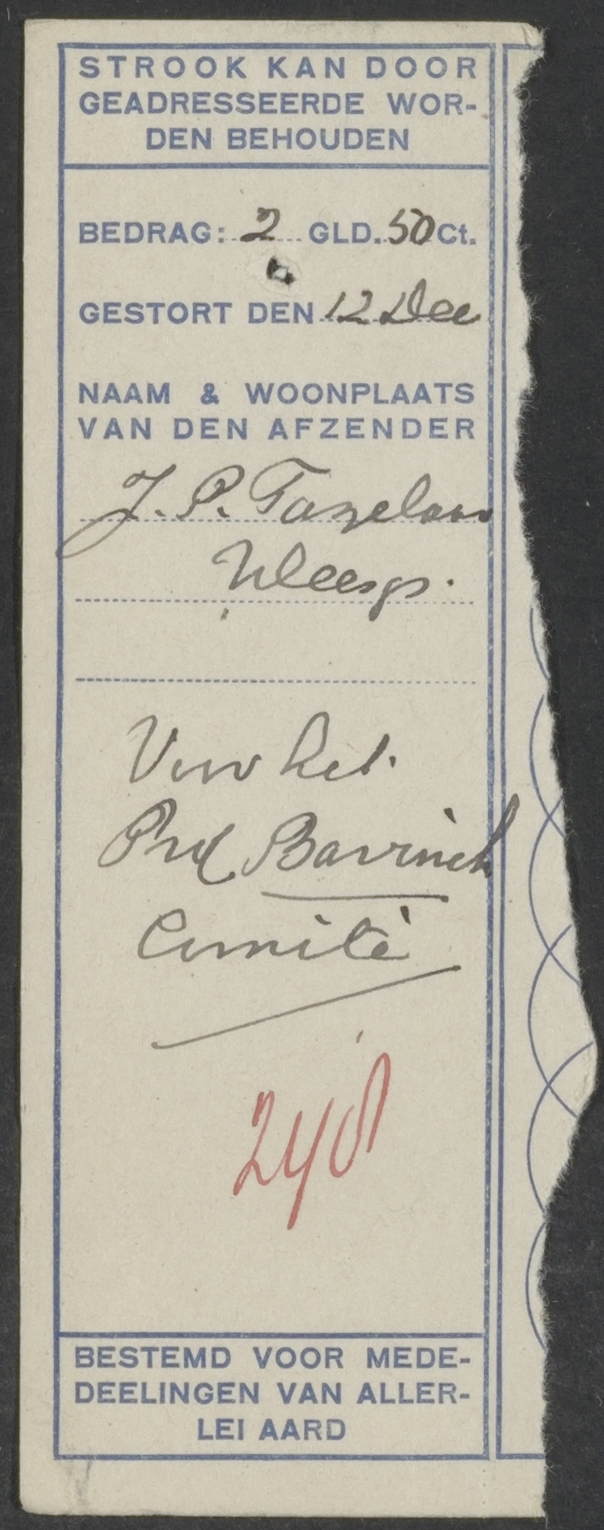 STROOK KAN DOOR
GEADRESSEERDE WOR-
DEN BEHOUDEN
BEDRAG: 2 GLD. 50 Ct.
GESTORT DEN 12 Dec
NAAM & WOONPLAATS
VAN DEN AFZENDER
J. P. Tazelaar
Weesp.
Voor het
Prof Bavinck
Comité
248
BESTEMD VOOR MEDE-
DEELINGEN VAN ALLER-
LEI AARD